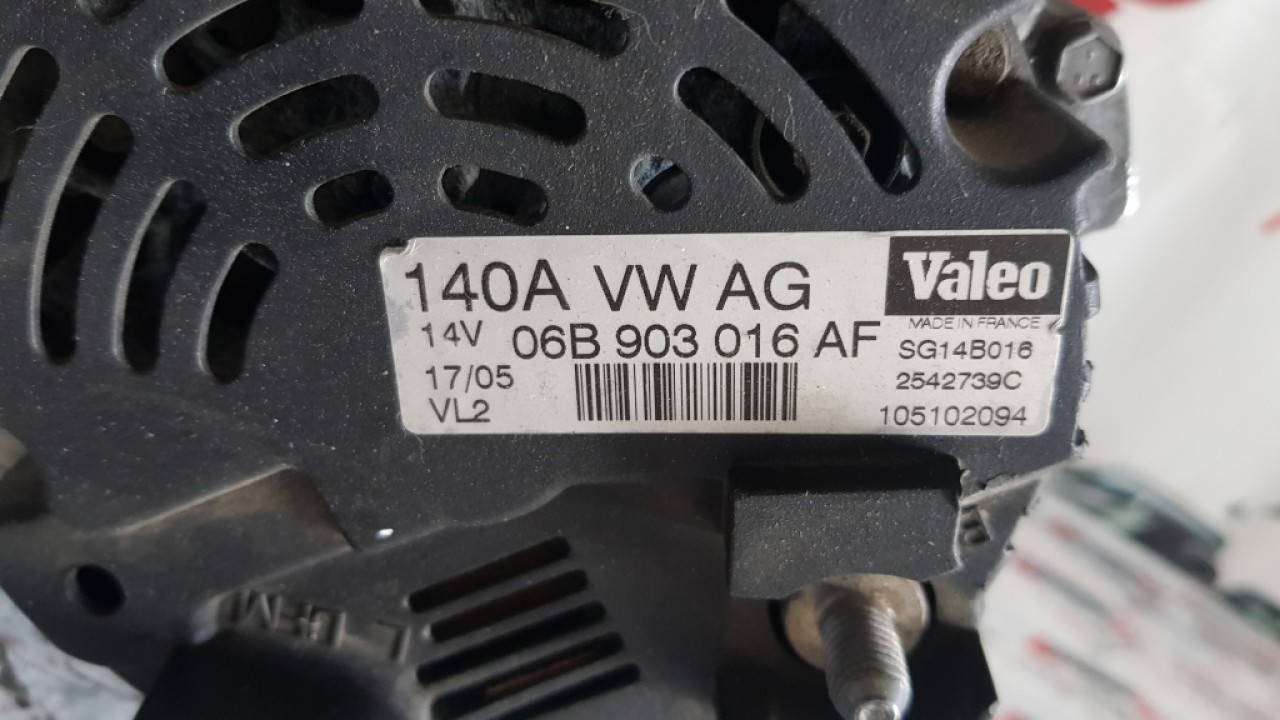 140A VW AG
Valeo
MADE IN FRANCE
14V 06B 903 016 AF
SG14B016
17/05
2542739C
VL2
105102094